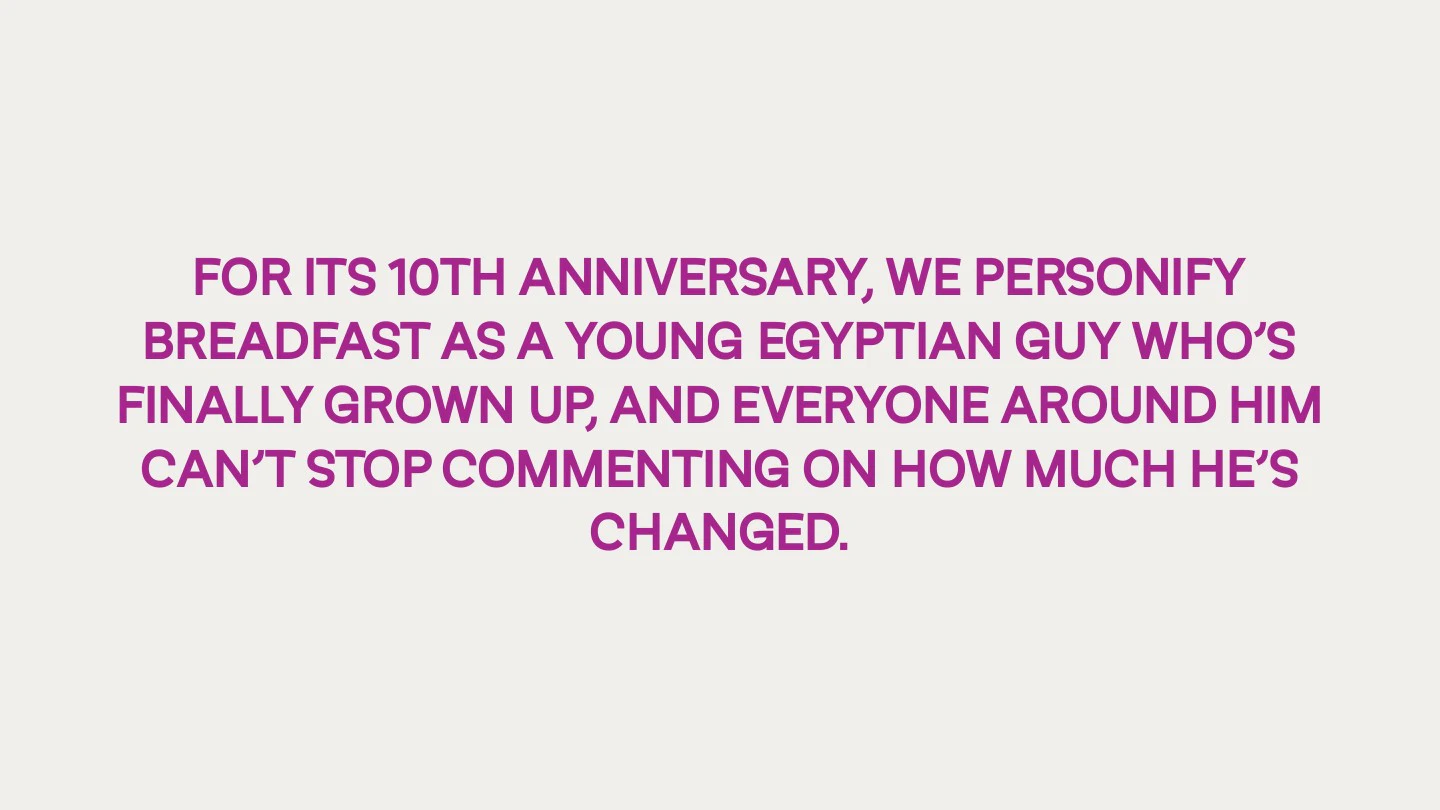 FOR ITS 10TH ANNIVERSARY, WE PERSONIFY
BREADFAST AS A YOUNG EGYPTIAN GUY WHO’S
FINALLY GROWN UP, AND EVERYONE AROUND HIM
CAN’T STOP COMMENTING ON HOW MUCH HE’S
CHANGED.